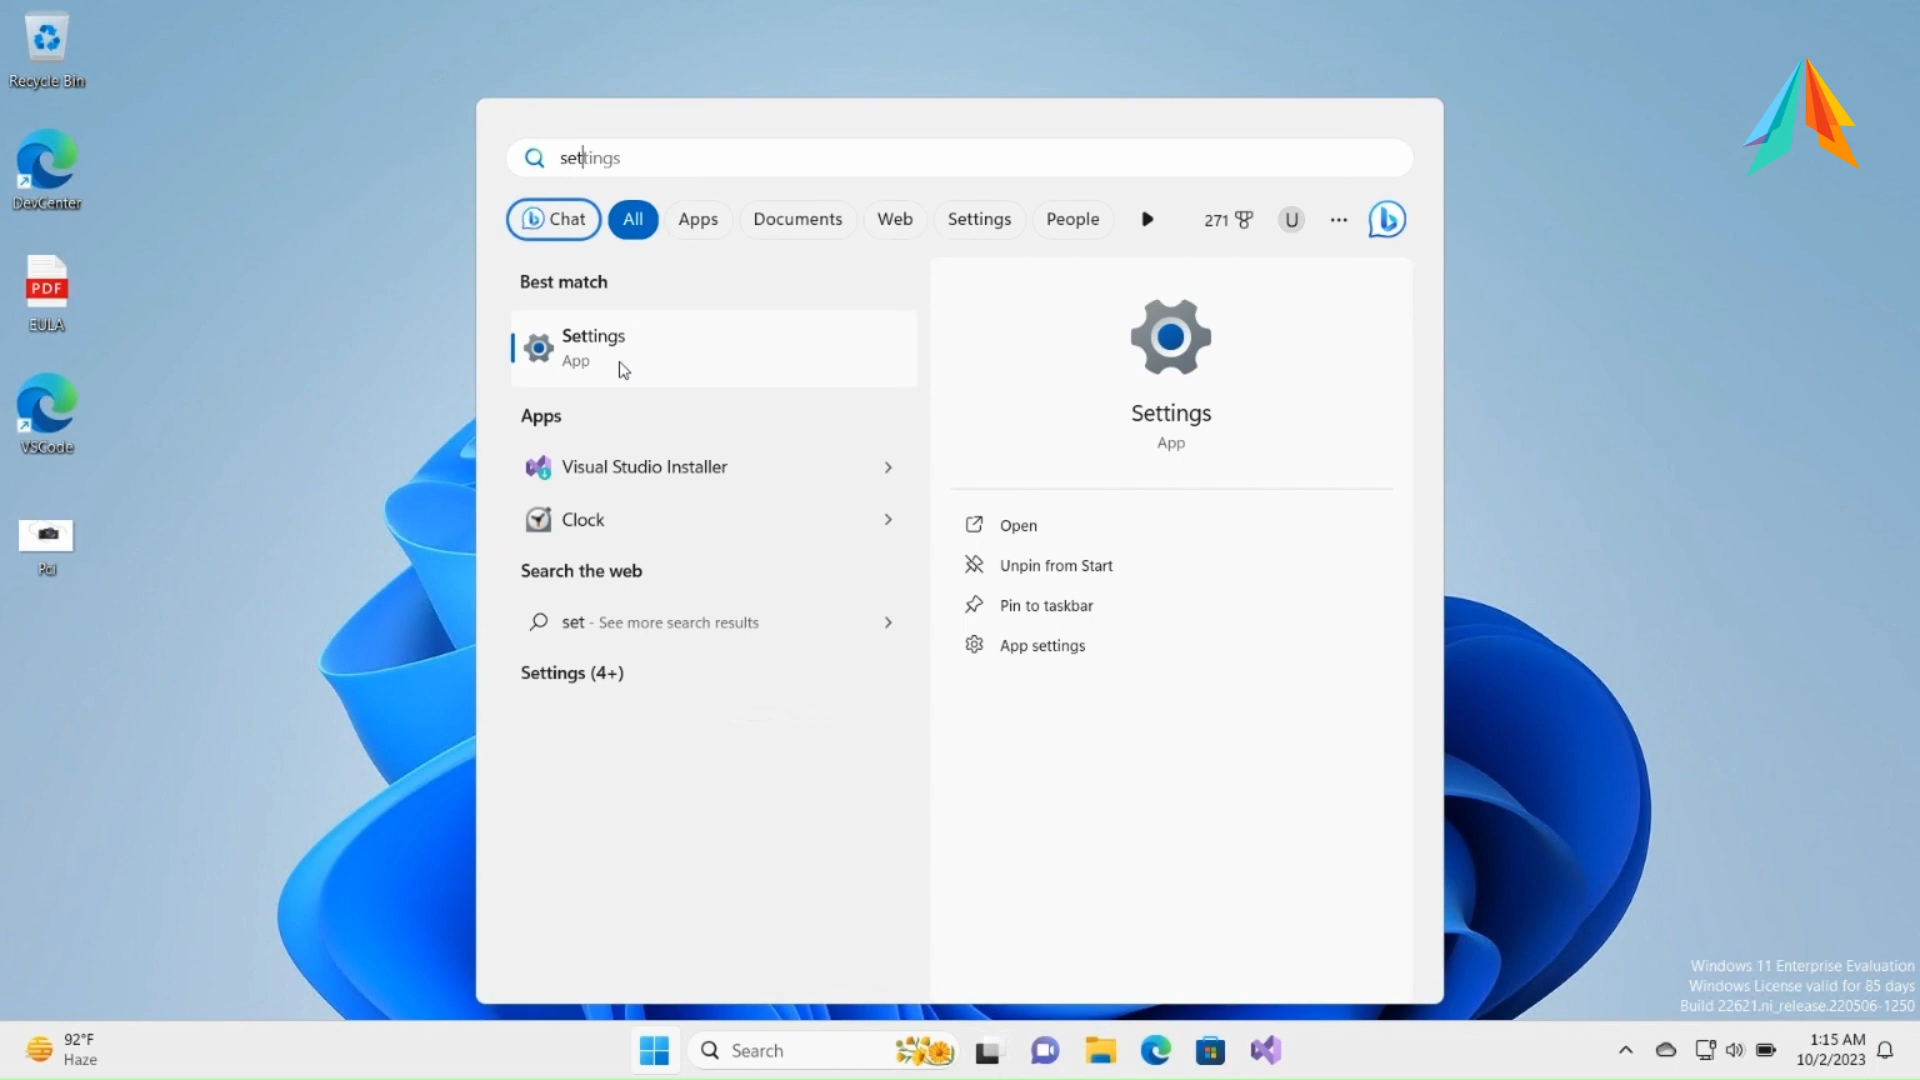 Recycle Bin
DevCenter
PDF
EULA
VSCode
Pci
settings
Chat
All
Apps
Documents
Web
Settings
People
271
U
Best match
Settings
App
Apps
Visual Studio Installer
Clock
Search the web
set - See more search results
Settings (4+)
Settings
App
Open
Unpin from Start
Pin to taskbar
App settings
Windows 11 Enterprise Evaluation
Windows License valid for 85 days
Build 22621.ni_release.220506-1250
92°F
Haze
Search
1:15 AM
10/2/2023